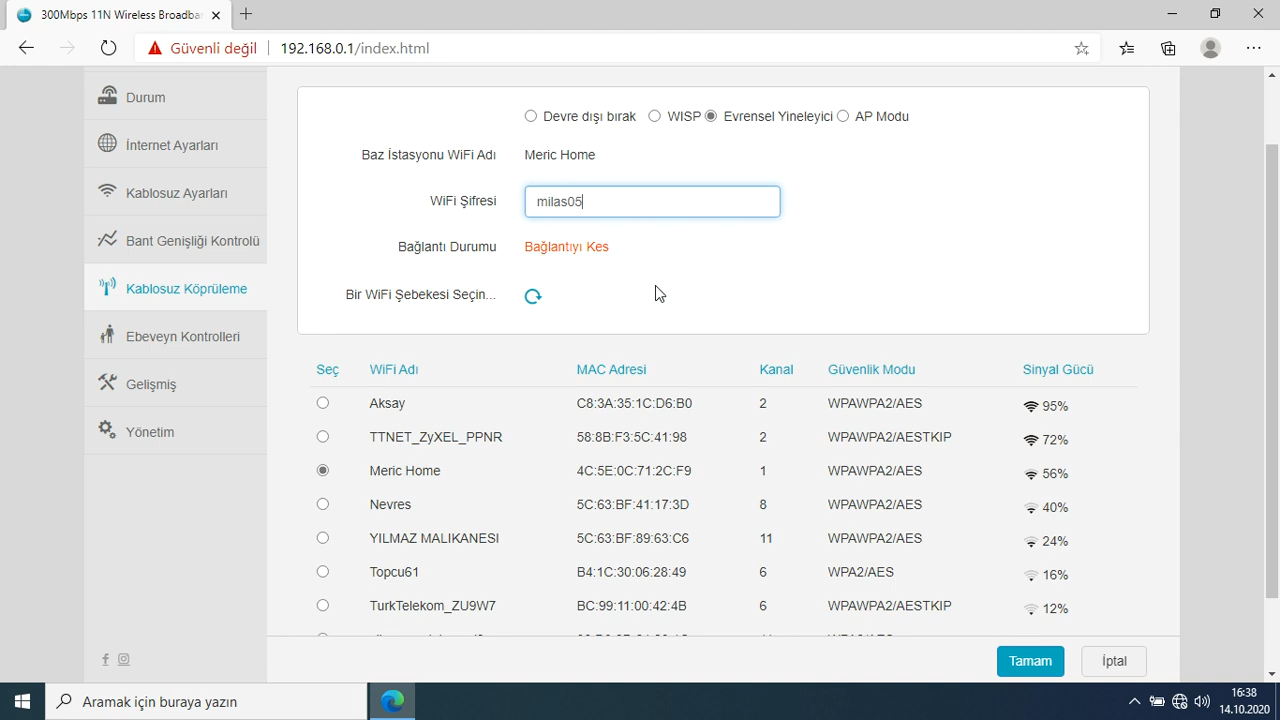 300Mbps 11N Wireless Broadbar
Güvenli değil
192.168.0.1/index.html
Durum
İnternet Ayarları
Kablosuz Ayarları
Bant Genişliği Kontrolü
Kablosuz Köprüleme
Ebeveyn Kontrolleri
Gelişmiş
Yönetim
Devre dışı bırak WISP Evrensel Yineleyici AP Modu
Baz İstasyonu WiFi Adı Meric Home
WiFi Şifresi milas05
Bağlantı Durumu Bağlantıyı Kes
Bir WiFi Şebekesi Seçin...
Seç WiFi Adı MAC Adresi Kanal Güvenlik Modu Sinyal Gücü
Aksay C8:3A:35:1C:D6:B0 2 WPAWPA2/AES 95%
TTNET_ZyXEL_PPNR 58:8B:F3:5C:41:98 2 WPAWPA2/AESTKIP 72%
Meric Home 4C:5E:0C:71:2C:F9 1 WPAWPA2/AES 56%
Nevres 5C:63:BF:41:17:3D 8 WPAWPA2/AES 40%
YILMAZ MALIKANESI 5C:63:BF:89:63:C6 11 WPAWPA2/AES 24%
Topcu61 B4:1C:30:06:28:49 6 WPA2/AES 16%
TurkTelekom_ZU9W7 BC:99:11:00:42:4B 6 WPAWPA2/AESTKIP 12%
Tamam İptal
Aramak için buraya yazın
16:38
14.10.2020